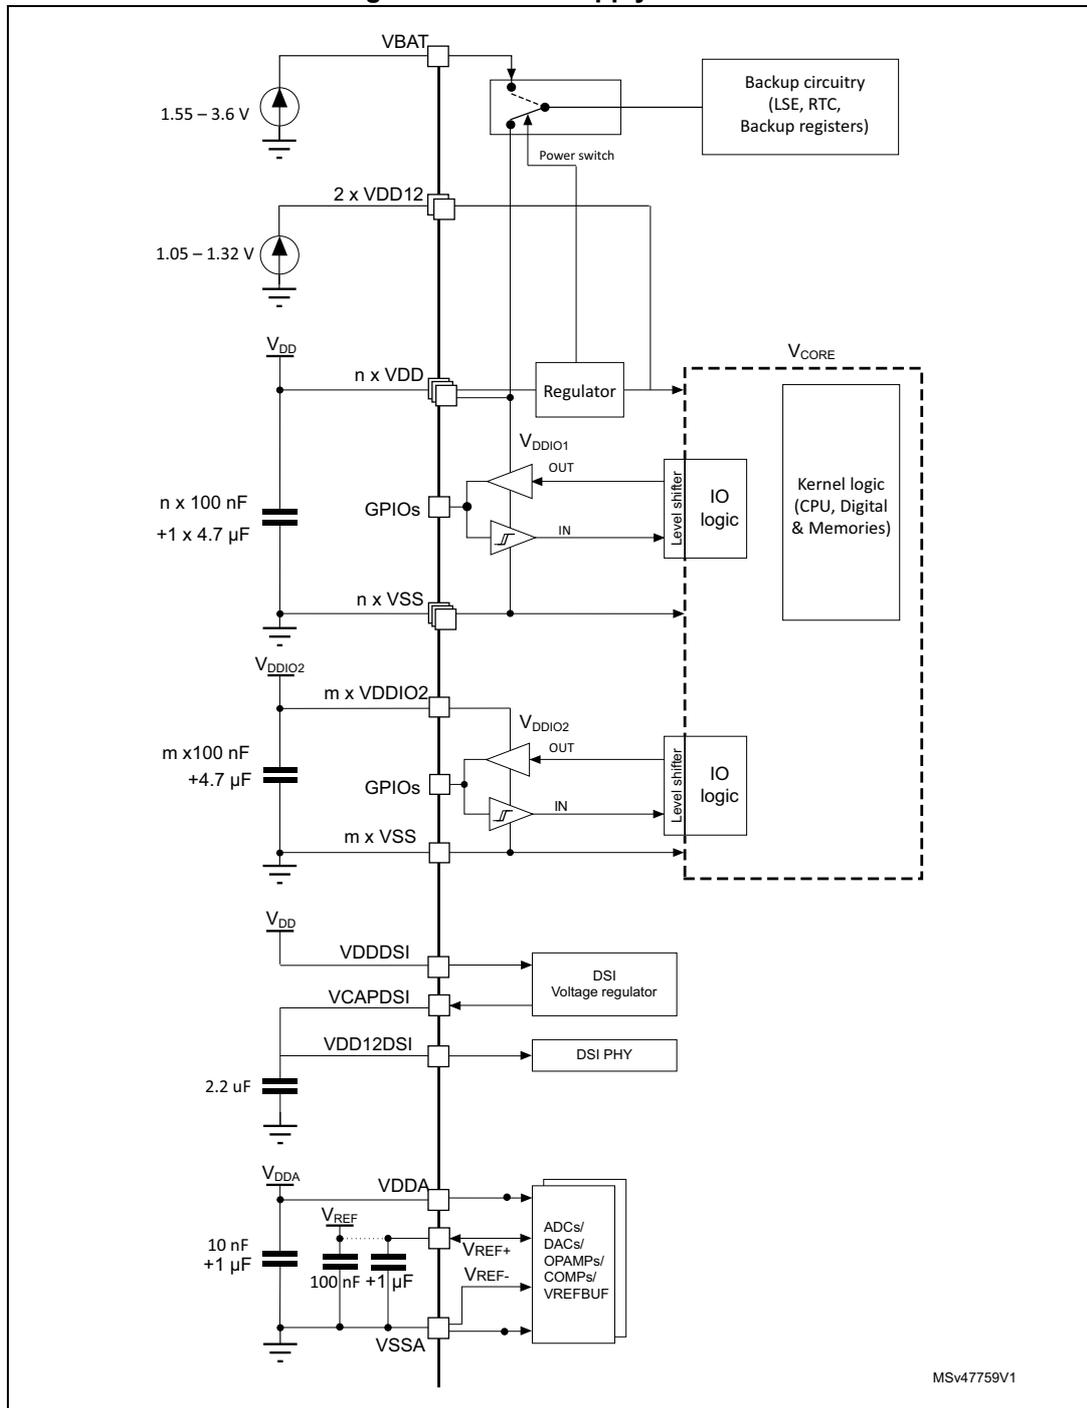 VBAT
1.55 – 3.6 V
Backup circuitry
(LSE, RTC,
Backup registers)
Power switch
2 x VDD12
1.05 – 1.32 V
VDD
n x VDD
Regulator
VCORE
VDDIO1
OUT
n x 100 nF
+1 x 4.7 µF
GPIOs
IN
Level shifter
IO
logic
Kernel logic
(CPU, Digital
& Memories)
n x VSS
VDDIO2
m x VDDIO2
VDDIO2
OUT
m x100 nF
+4.7 µF
GPIOs
IN
Level shifter
IO
logic
m x VSS
VDD
VDDDSI
DSI
Voltage regulator
VCAPDSI
VDD12DSI
DSI PHY
2.2 uF
VDDA
VDDA
VREF
10 nF
+1 µF
100 nF
+1 µF
VREF+
VREF-
ADCs/
DACs/
OPAMPs/
COMPs/
VREFBUF
VSSA
MSv47759V1